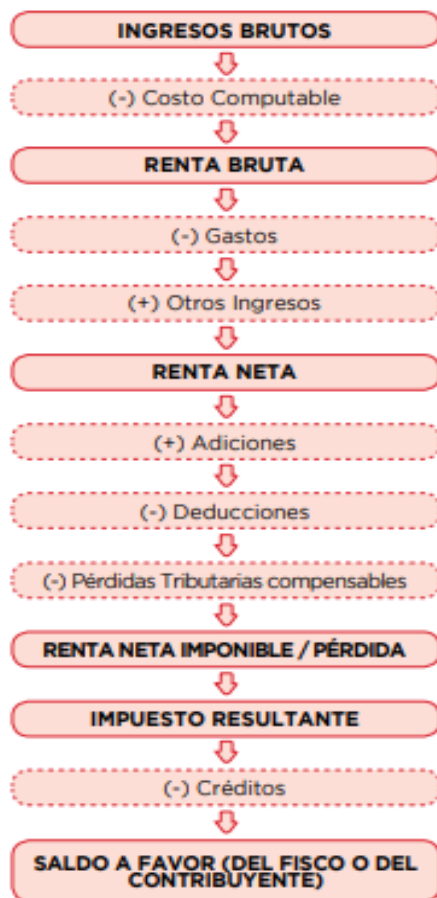 INGRESOS BRUTOS
(-) Costo Computable
RENTA BRUTA
(-) Gastos
(+) Otros Ingresos
RENTA NETA
(+) Adiciones
(-) Deducciones
(-) Pérdidas Tributarias compensables
RENTA NETA IMPONIBLE / PÉRDIDA
IMPUESTO RESULTANTE
(-) Créditos
SALDO A FAVOR (DEL FISCO O DEL
CONTRIBUYENTE)